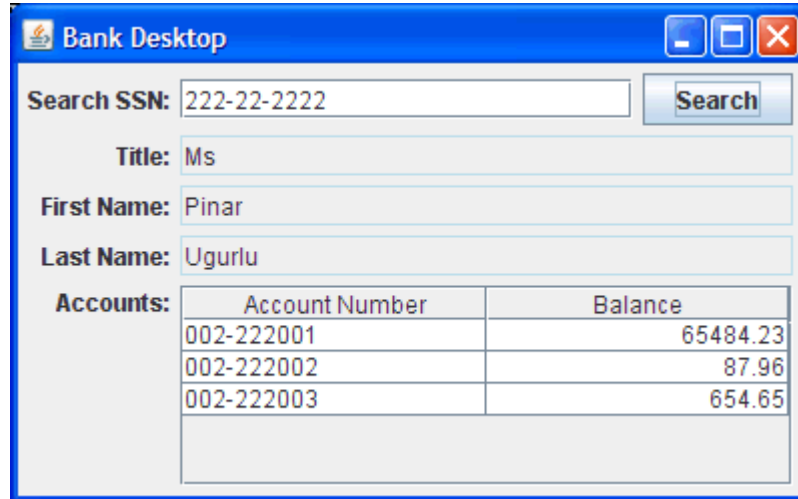 Bank Desktop
Search SSN: 222-22-2222 Search
Title: Ms
First Name: Pinar
Last Name: Ugurlu
Accounts: Account Number Balance
002-222001 65484.23
002-222002 87.96
002-222003 654.65